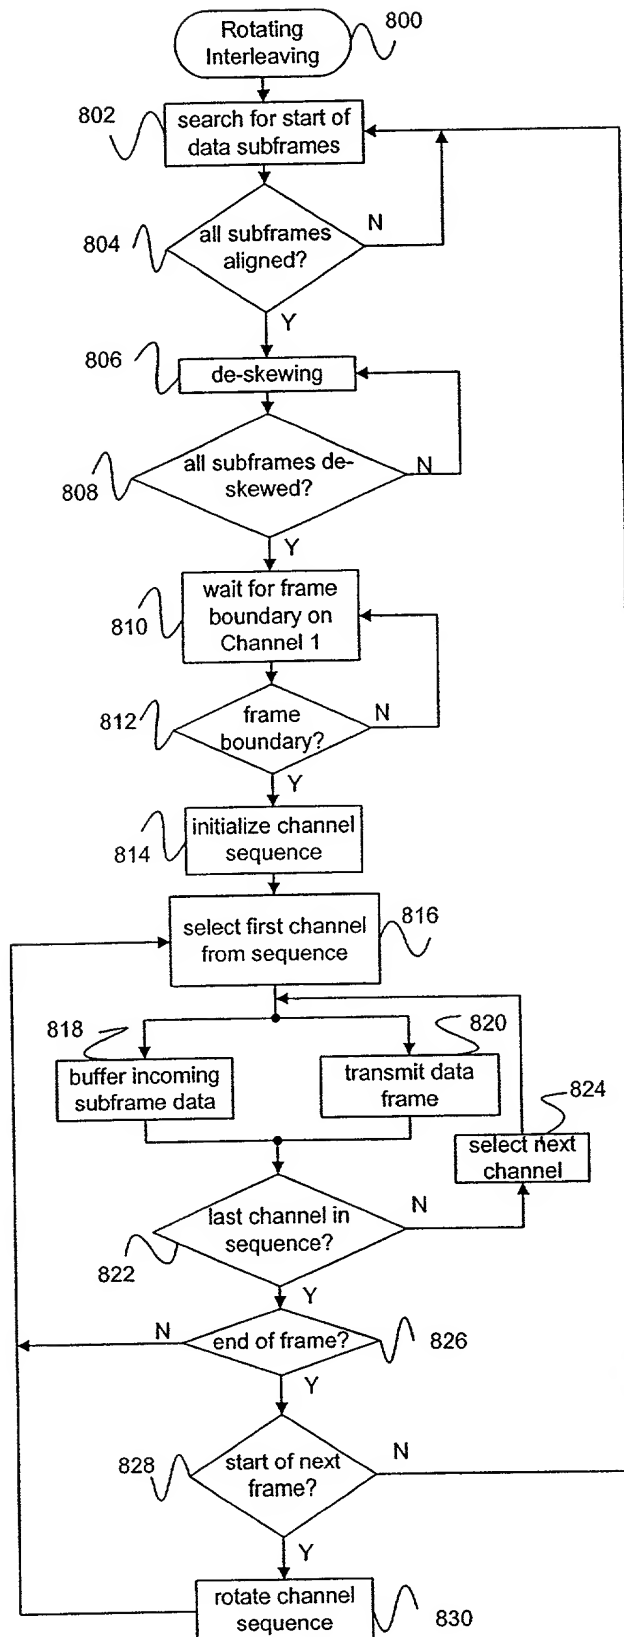 Rotating
Interleaving
800
802
search for start of
data subframes
804
all subframes
aligned?
N
Y
806
de-skewing
808
all subframes de-
skewed?
N
Y
810
wait for frame
boundary on
Channel 1
812
frame
boundary?
N
Y
814
initialize channel
sequence
select first channel
from sequence
816
818
buffer incoming
subframe data
820
transmit data
frame
824
select next
channel
822
last channel in
sequence?
N
Y
N
end of frame?
826
Y
828
start of next
frame?
N
Y
rotate channel
sequence
830